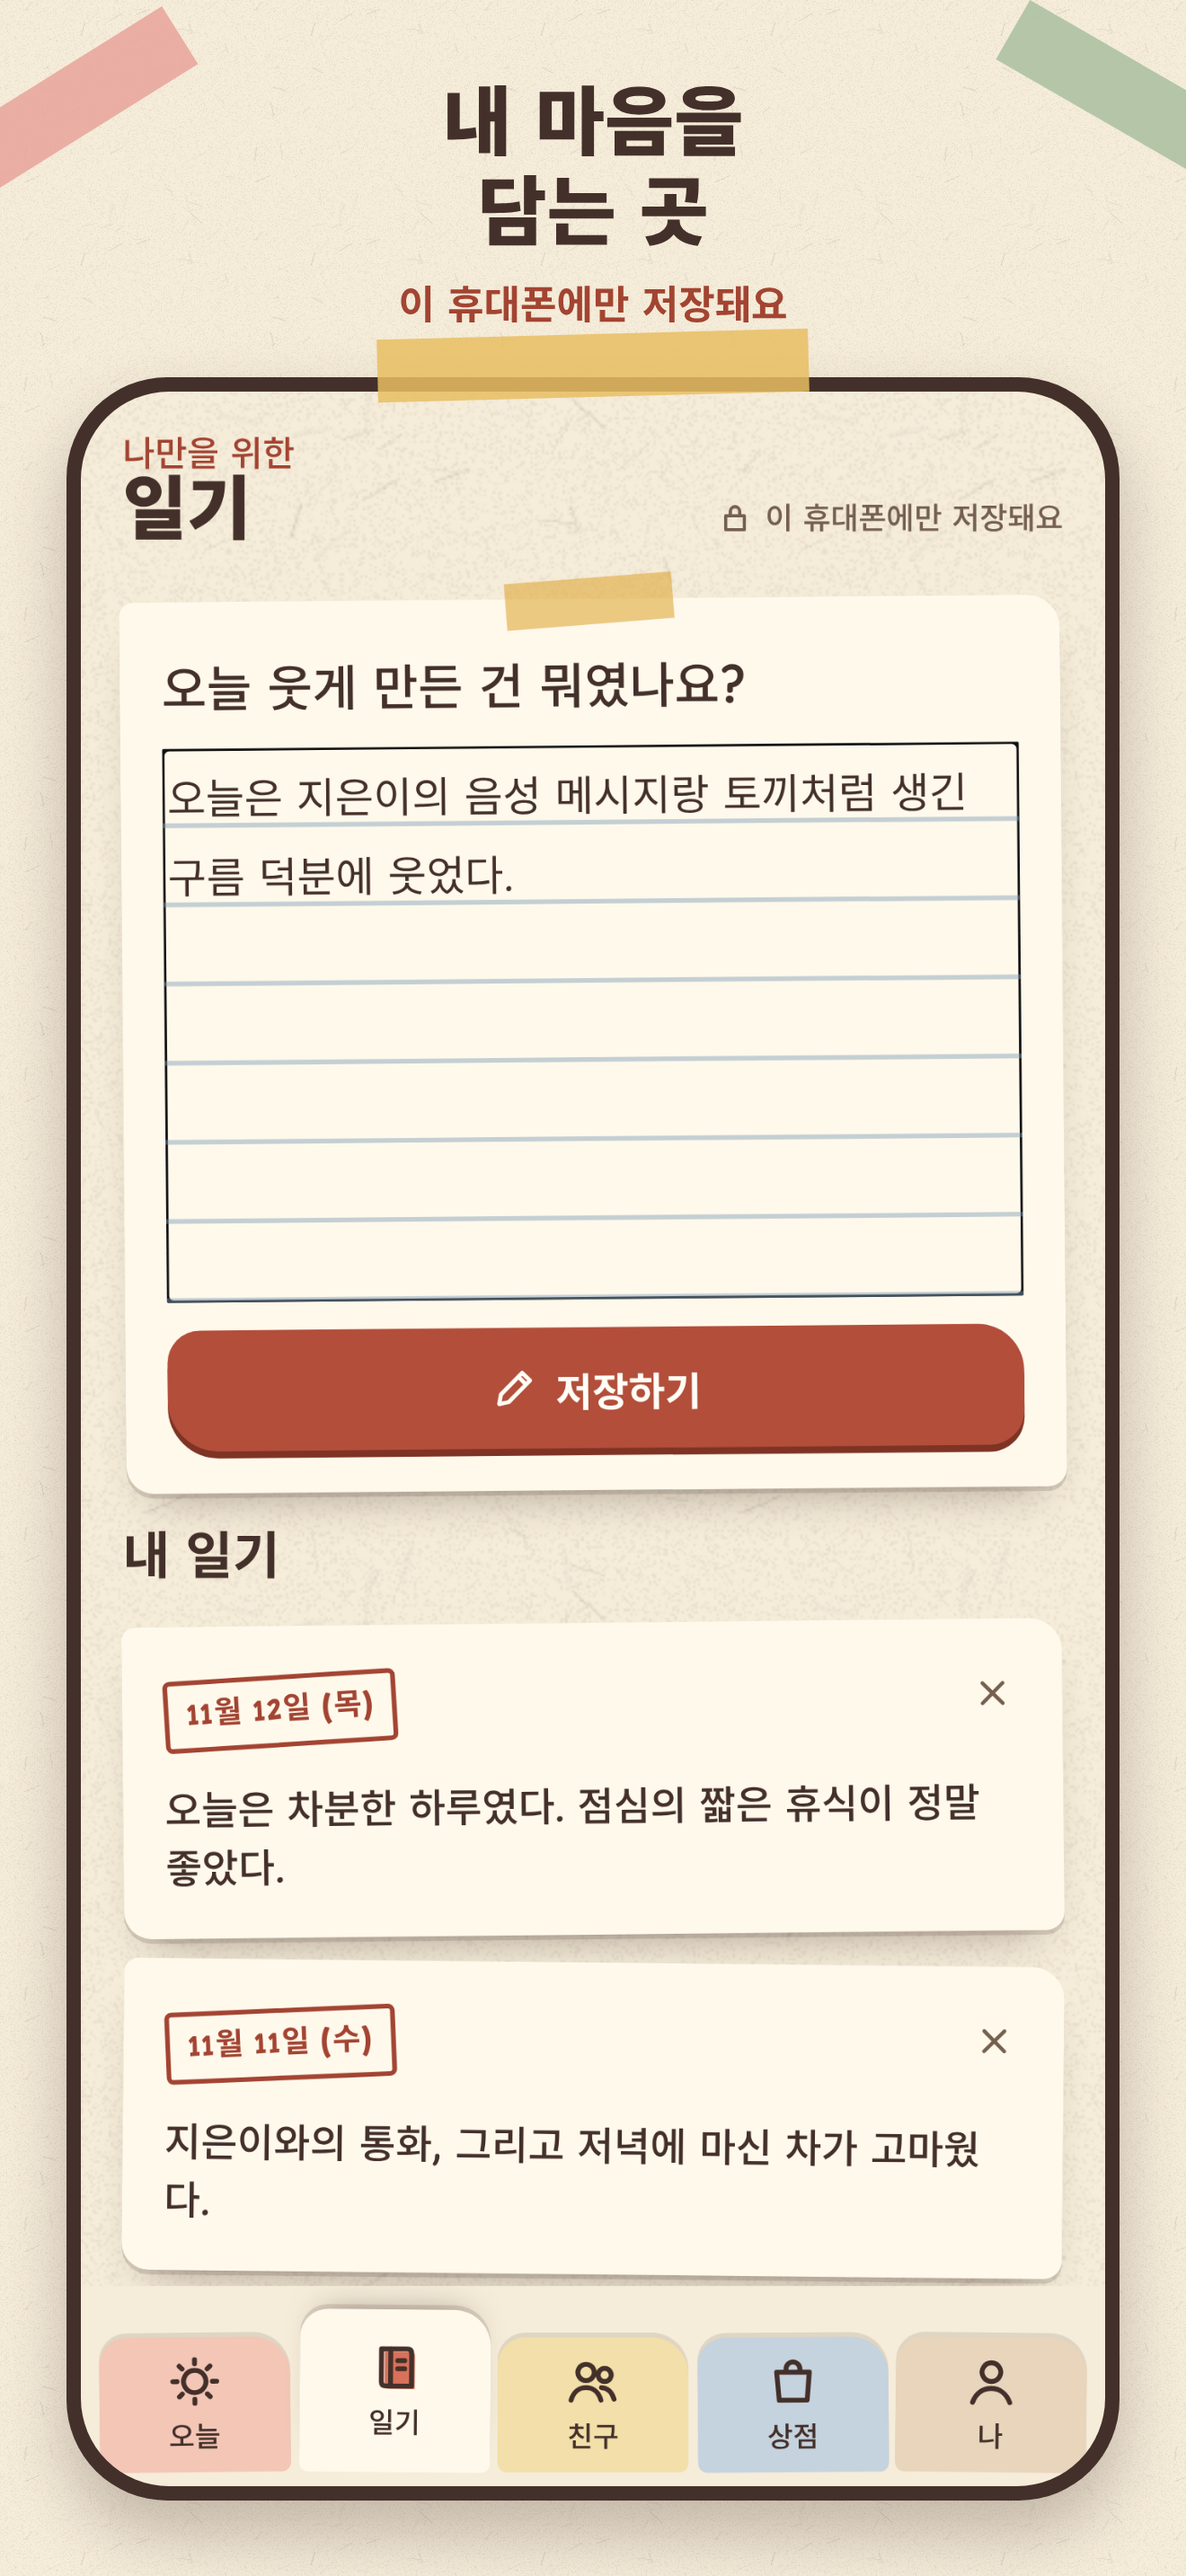 내 마음을
담는 곳
이 휴대폰에만 저장돼요
나만을 위한
일기
이 휴대폰에만 저장돼요
오늘 웃게 만든 건 뭐였나요?
오늘은 지은이의 음성 메시지랑 토끼처럼 생긴
구름 덕분에 웃었다.
저장하기
내 일기
11월 12일 (목)
오늘은 차분한 하루였다. 점심의 짧은 휴식이 정말
좋았다.
11월 11일 (수)
지은이와의 통화, 그리고 저녁에 마신 차가 고마웠
다.
오늘
일기
친구
상점
나